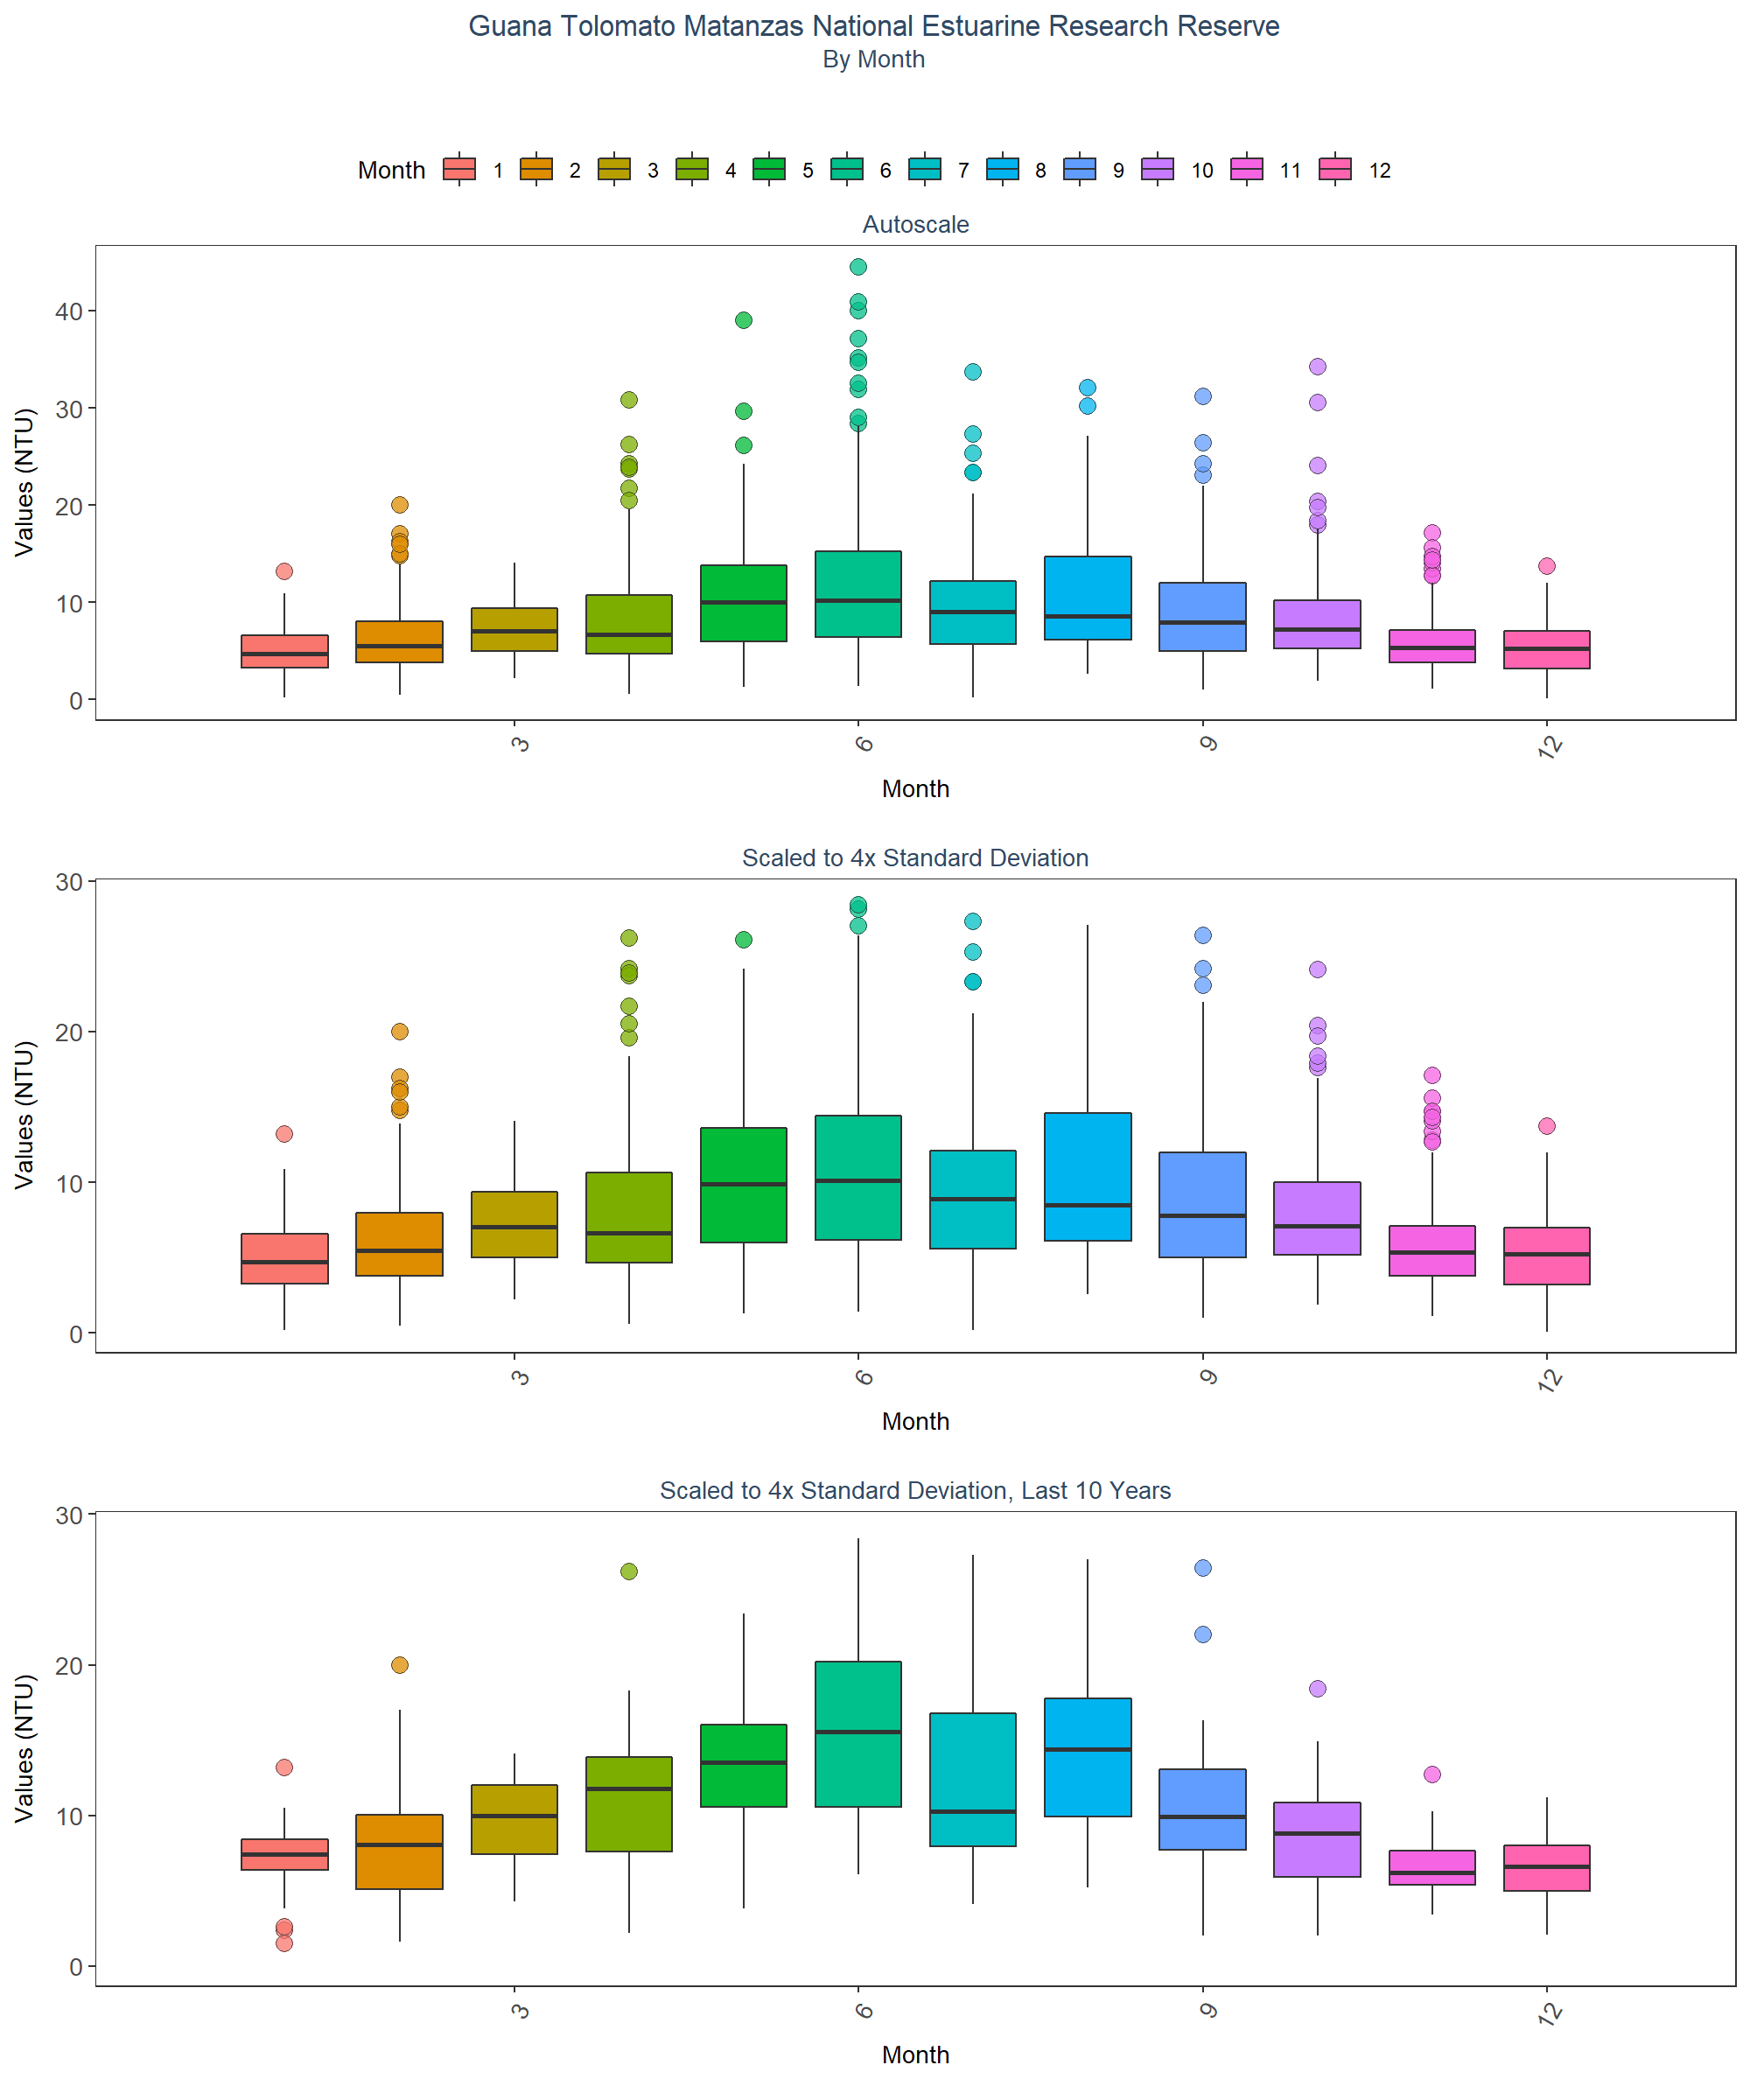 Guana Tolomato Matanzas National Estuarine Research Reserve
By Month
Month 1 2 3 4 5 6 7 8 9 10 11 12
Autoscale
Values (NTU)
40
30
20
10
0
3 6 9 12
Month
Scaled to 4x Standard Deviation
Values (NTU)
30
20
10
0
3 6 9 12
Month
Scaled to 4x Standard Deviation, Last 10 Years
Values (NTU)
30
20
10
0
3 6 9 12
Month